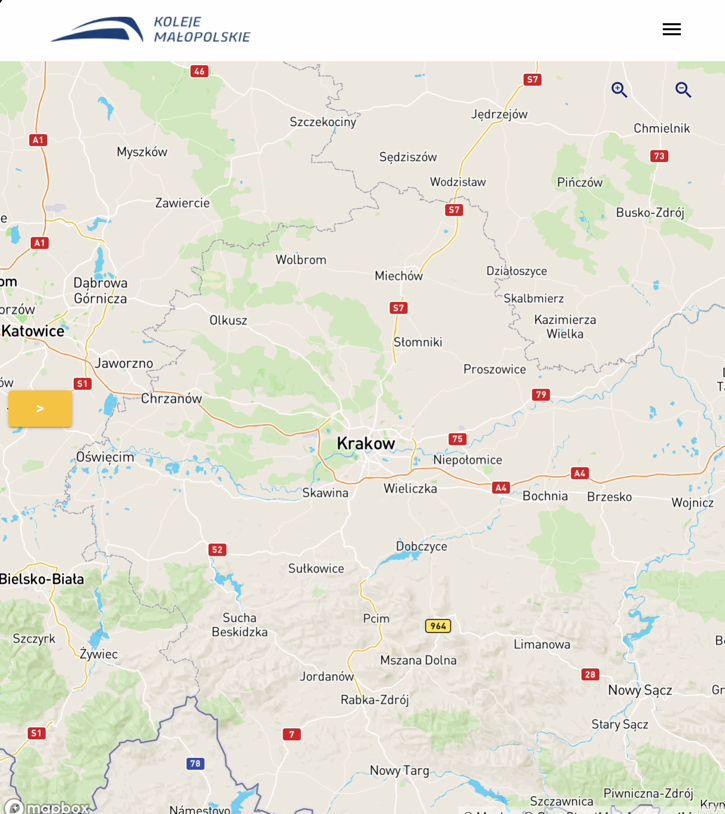 KOLEJE
MAŁOPOLSKIE
46
S7
Jędrzejów
Szczekociny
Chmielnik
A1
Myszków
Sędziszów
73
Wodzisław
Pińczów
Zawiercie
S7
Busko-Zdrój
A1
Wolbrom
Działoszyce
Miechów
Dąbrowa
Górnicza
Skalbmierz
S7
Olkusz
Kazimierza
Wielka
Katowice
Słomniki
Jaworzno
Proszowice
S1
Chrzanów
79
>
Krakow
75
Oświęcim
Niepołomice
A4
Skawina
Wieliczka
A4
Bochnia
Brzesko
Wojnicz
52
Dobczyce
Sułkowice
Bielsko-Biała
Sucha
Beskidzka
Pcim
964
Szczyrk
Limanowa
Żywiec
Mszana Dolna
Jordanów
28
Nowy Sącz
Rabka-Zdrój
Stary Sącz
S1
7
78
Nowy Targ
Piwniczna-Zdrój
Szczawnica
Námestovo
mapbox